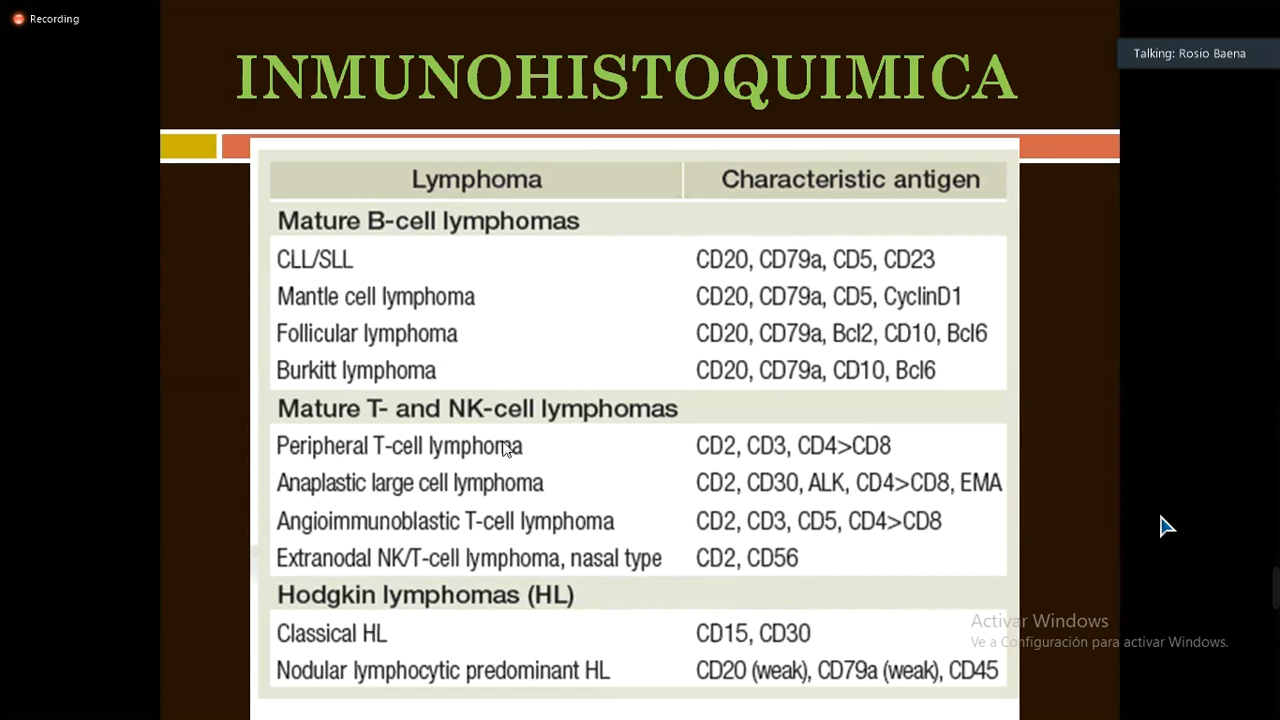 Recording
Talking: Rosio Baena
INMUNOHISTOQUIMICA
Lymphoma Characteristic antigen
Mature B-cell lymphomas
CLL/SLL CD20, CD79a, CD5, CD23
Mantle cell lymphoma CD20, CD79a, CD5, CyclinD1
Follicular lymphoma CD20, CD79a, Bcl2, CD10, Bcl6
Burkitt lymphoma CD20, CD79a, CD10, Bcl6
Mature T- and NK-cell lymphomas
Peripheral T-cell lymphoma CD2, CD3, CD4>CD8
Anaplastic large cell lymphoma CD2, CD30, ALK, CD4>CD8, EMA
Angioimmunoblastic T-cell lymphoma CD2, CD3, CD5, CD4>CD8
Extranodal NK/T-cell lymphoma, nasal type CD2, CD56
Hodgkin lymphomas (HL)
Classical HL CD15, CD30
Nodular lymphocytic predominant HL CD20 (weak), CD79a (weak), CD45
Activar Windows
Ve a Configuración para activar Windows.